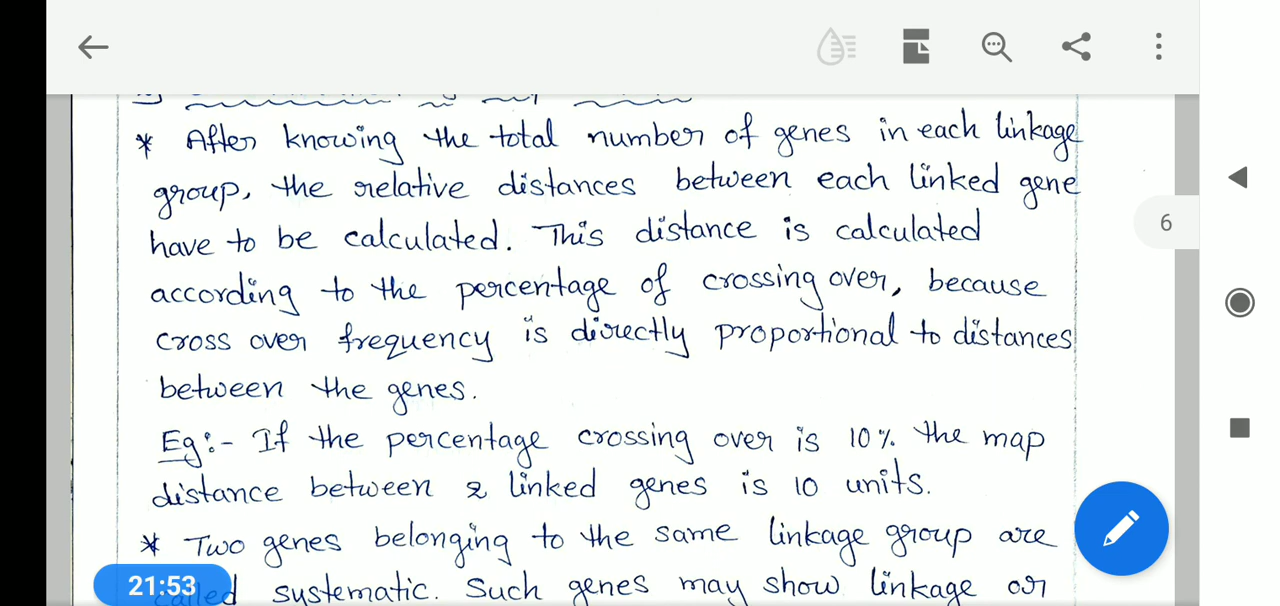 6
* After knowing the total number of genes in each linkage
group, the relative distances between each linked gene
have to be calculated. This distance is calculated
according to the percentage of crossing over, because
cross over frequency is directly proportional to distances
between the genes.
Eg:- If the percentage crossing over is 10% the map
distance between 2 linked genes is 10 units.
* Two genes belonging to the same linkage group are
called systematic. Such genes may show linkage or
21:53